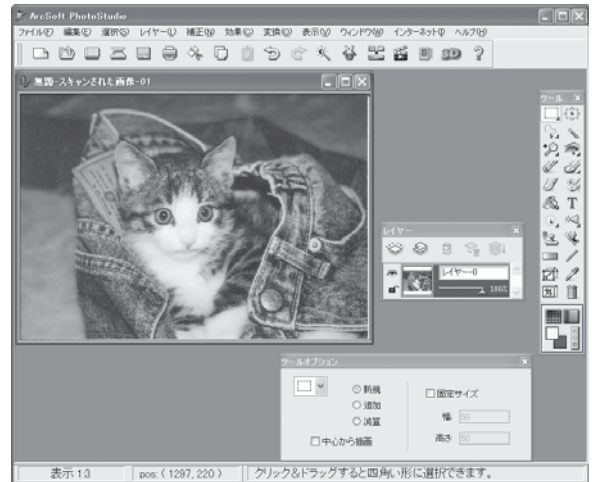 ArcSoft PhotoStudio
ファイル(F) 編集(E) 選択(S) レイヤー(L) 補正(N) 効果(C) 変換(O) 表示(V) ウィンドウ(W) インターネット(I) ヘルプ(H)
無題-スキャンされた画像-01
ツール
レイヤー
レイヤー0
100%
ツールオプション
新規
追加
減算
中心から描画
固定サイズ
幅: 50
高さ: 50
表示 1:3
pos: ( 1297, 220 )
クリック&ドラッグすると四角い形に選択できます。